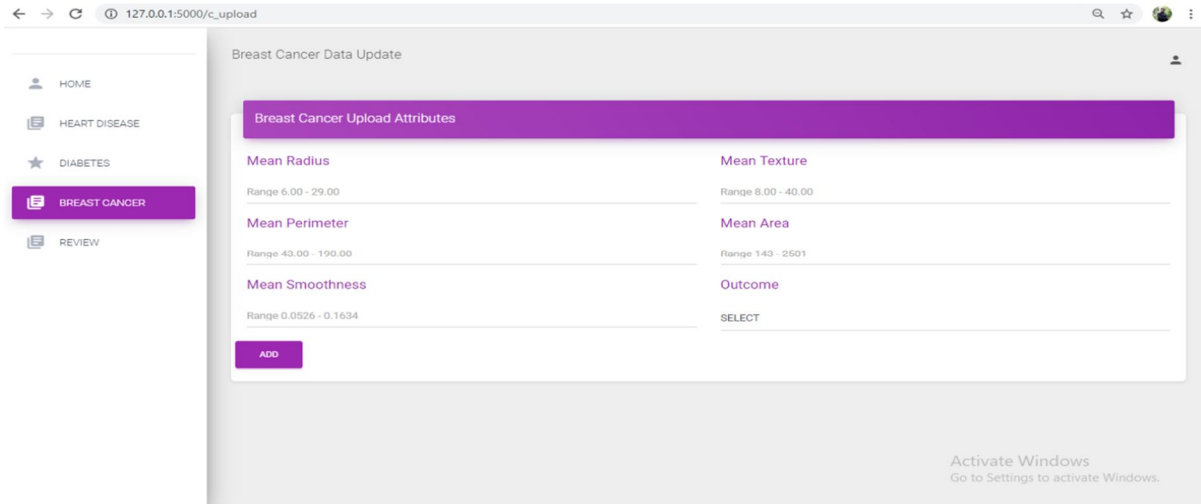 127.0.0.1:5000/c_upload
Breast Cancer Data Update
HOME
HEART DISEASE
DIABETES
BREAST CANCER
REVIEW
Breast Cancer Upload Attributes
Mean Radius
Range 6.00 - 29.00
Mean Texture
Range 8.00 - 40.00
Mean Perimeter
Range 43.00 - 190.00
Mean Area
Range 143 - 2501
Mean Smoothness
Range 0.0526 - 0.1634
Outcome
SELECT
ADD
Activate Windows
Go to Settings to activate Windows.